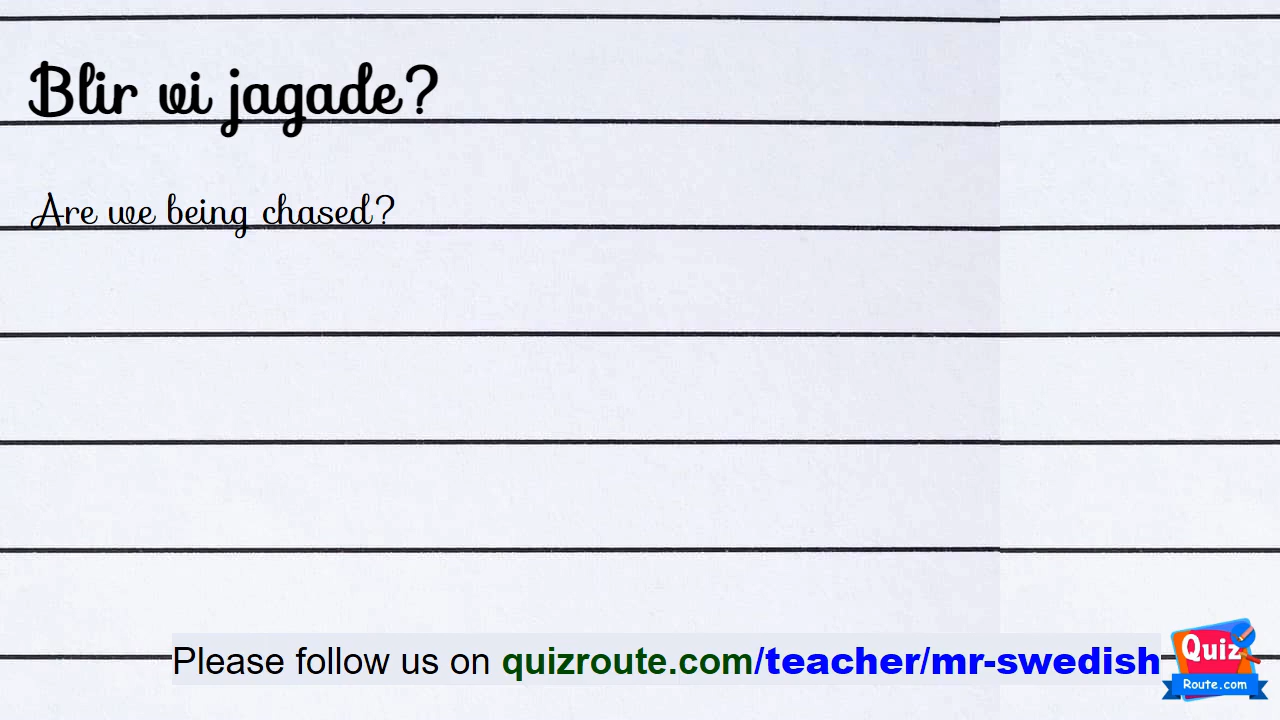 Blir vi jagade?
Are we being chased?
Please follow us on quizroute.com/teacher/mr-swedish
Quiz
Route.com